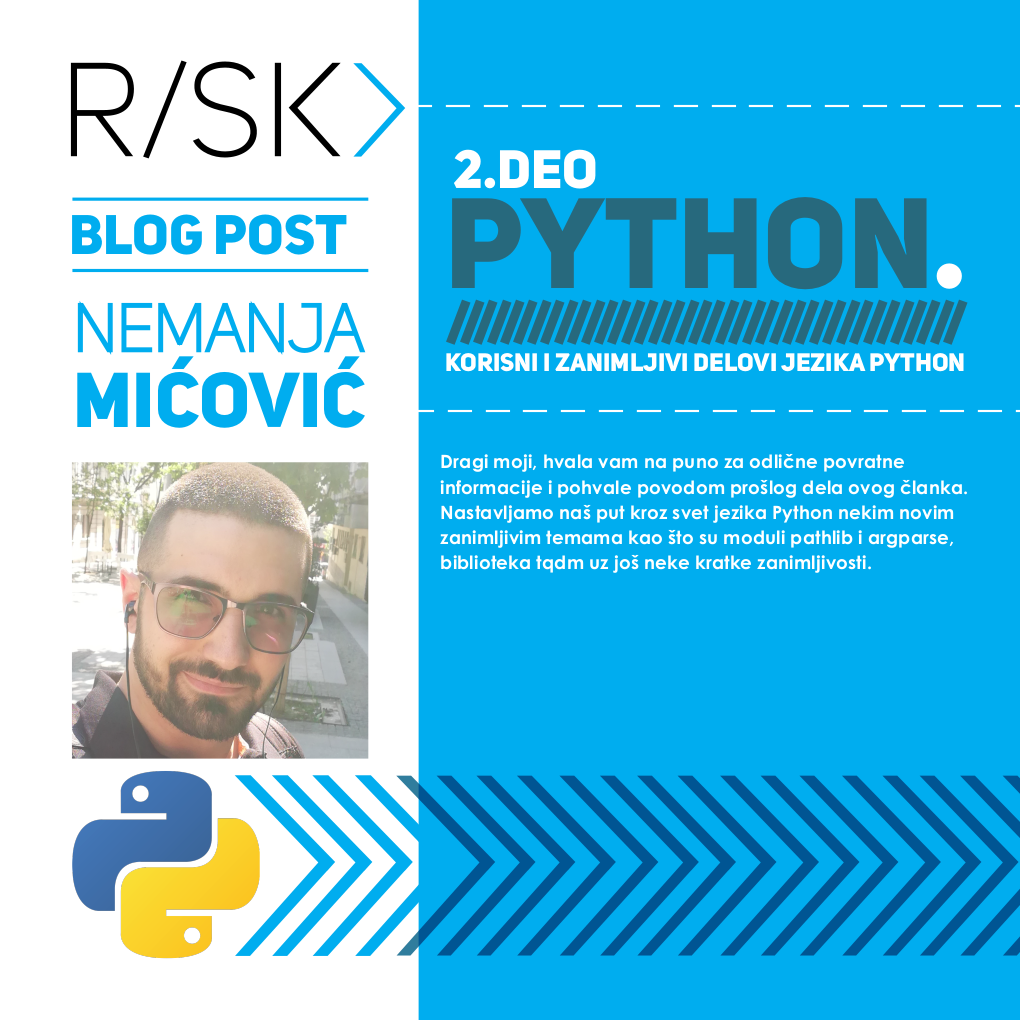 R/SK>
BLOG POST
NEMANJA
MIĆOVIĆ
2.DEO
PYTHON.
KORISNI I ZANIMLJIVI DELOVI JEZIKA PYTHON
Dragi moji, hvala vam na puno za odlične povratne
informacije i pohvale povodom prošlog dela ovog članka.
Nastavljamo naš put kroz svet jezika Python nekim novim
zanimljivim temama kao što su moduli pathlib i argparse,
biblioteka tqdm uz još neke kratke zanimljivosti.